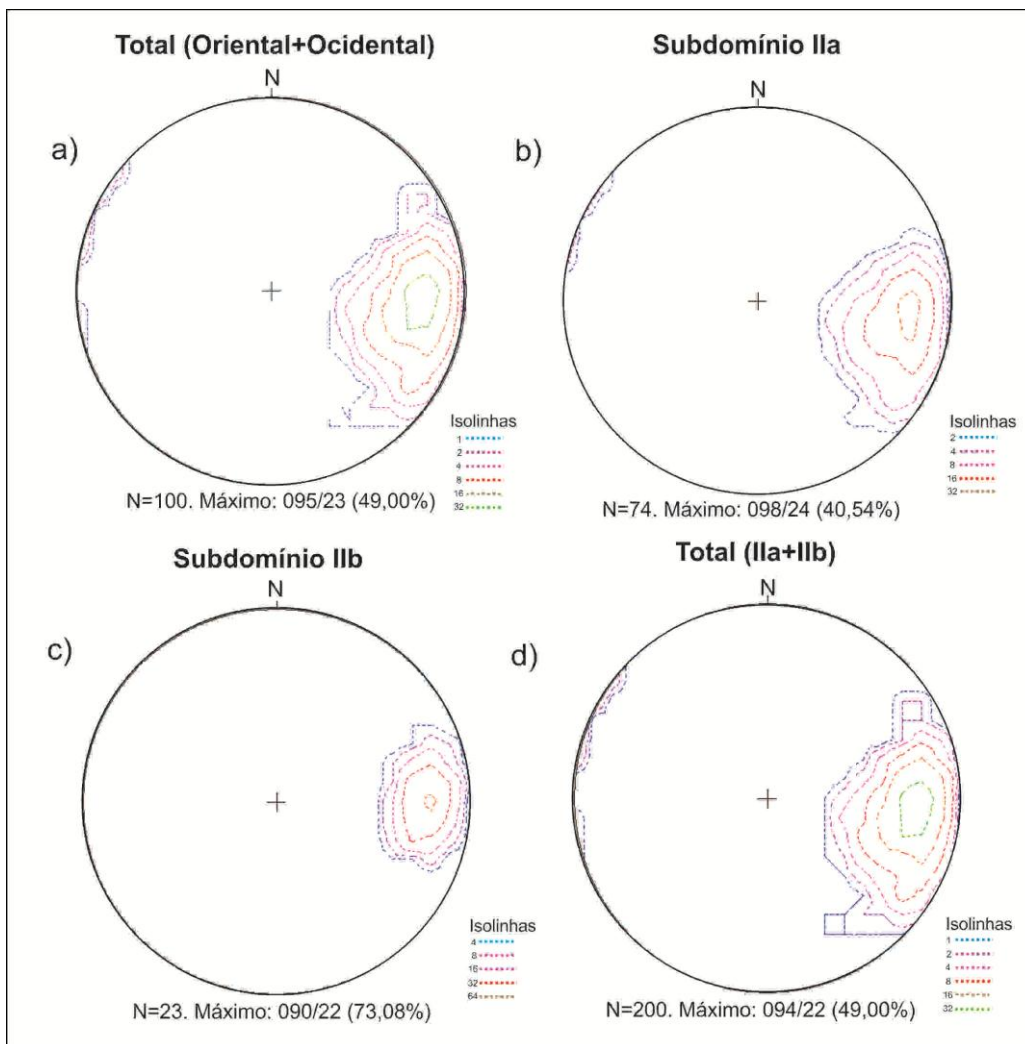 Total (Oriental+Ocidental)
N
a)
Isolinhas
1
2
4
8
16
32
N=100. Máximo: 095/23 (49,00%)
Subdomínio IIa
N
b)
Isolinhas
2
4
8
16
32
N=74. Máximo: 098/24 (40,54%)
Subdomínio IIb
N
c)
Isolinhas
4
8
16
32
64
N=23. Máximo: 090/22 (73,08%)
Total (IIa+IIb)
N
d)
Isolinhas
1
2
4
8
16
32
N=200. Máximo: 094/22 (49,00%)